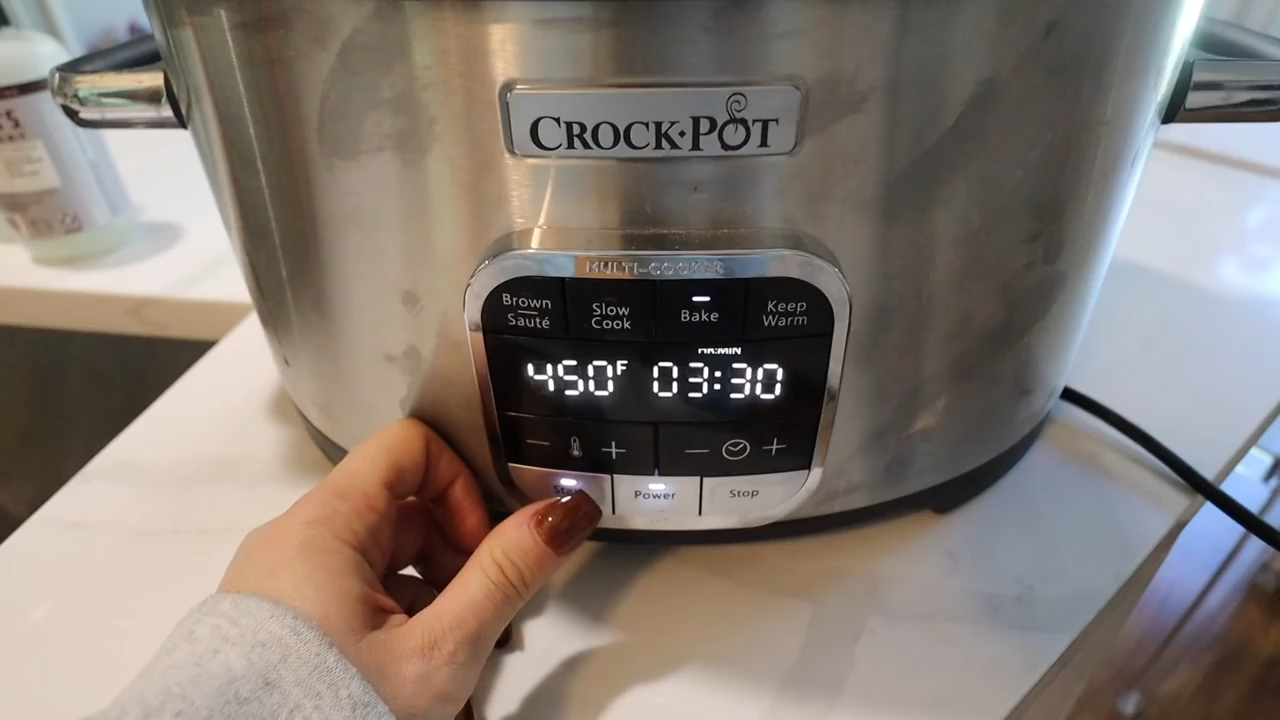 CROCK·POT
MULTI-COOKER
Brown
Sauté
Slow
Cook
Bake
Keep
Warm
HR:MIN
450F 03:30
Power
Stop